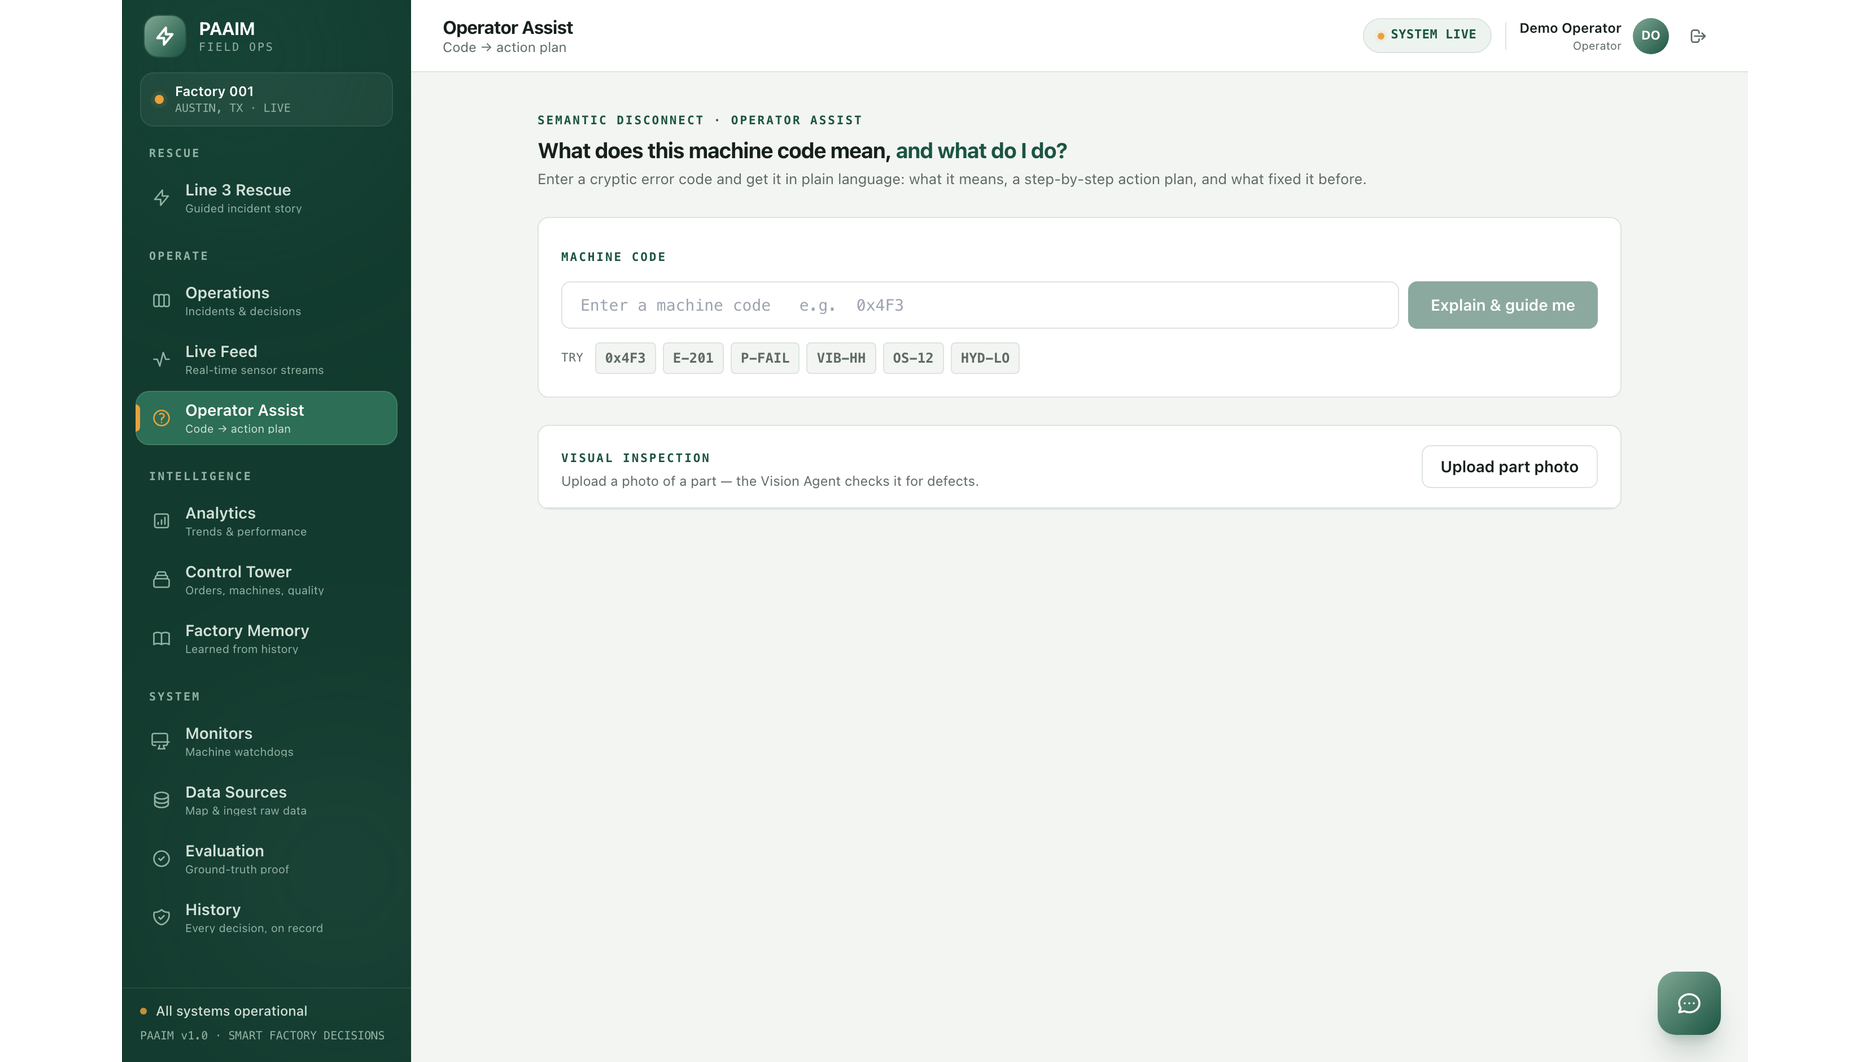 PAAIM
FIELD OPS
Factory 001
AUSTIN, TX · LIVE
RESCUE
Line 3 Rescue
Guided incident story
OPERATE
Operations
Incidents & decisions
Live Feed
Real-time sensor streams
Operator Assist
Code → action plan
INTELLIGENCE
Analytics
Trends & performance
Control Tower
Orders, machines, quality
Factory Memory
Learned from history
SYSTEM
Monitors
Machine watchdogs
Data Sources
Map & ingest raw data
Evaluation
Ground-truth proof
History
Every decision, on record
All systems operational
PAAIM v1.0 · SMART FACTORY DECISIONS
Operator Assist
Code → action plan
SYSTEM LIVE
Demo Operator
Operator
DO
SEMANTIC DISCONNECT · OPERATOR ASSIST
What does this machine code mean, and what do I do?
Enter a cryptic error code and get it in plain language: what it means, a step-by-step action plan, and what fixed it before.
MACHINE CODE
Enter a machine code   e.g.  0x4F3
Explain & guide me
TRY 0x4F3 E-201 P-FAIL VIB-HH OS-12 HYD-LO
VISUAL INSPECTION
Upload a photo of a part — the Vision Agent checks it for defects.
Upload part photo